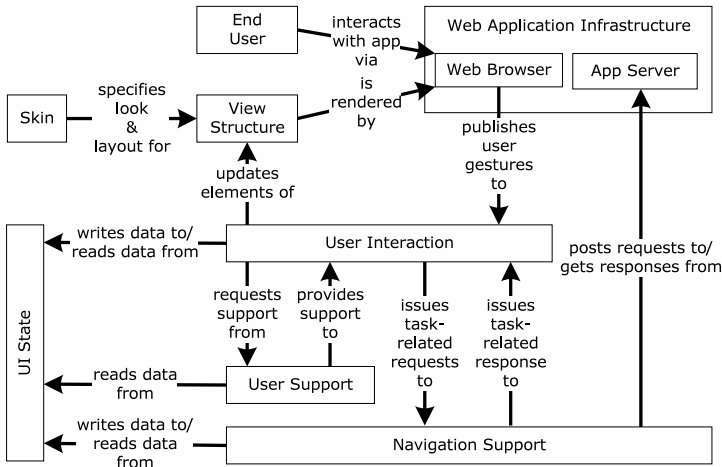 End
User
interacts
with app
via
Web Application Infrastructure
Web Browser
App Server
Skin
specifies
look
&
layout for
View
Structure
is
rendered
by
publishes
user
gestures
to
updates
elements of
writes data to/
reads data from
User Interaction
posts requests to/
gets responses from
requests
support
from
provides
support
to
issues
task-
related
requests
to
issues
task-
related
response
to
UI State
reads data
from
User Support
writes data to/
reads data
from
Navigation Support